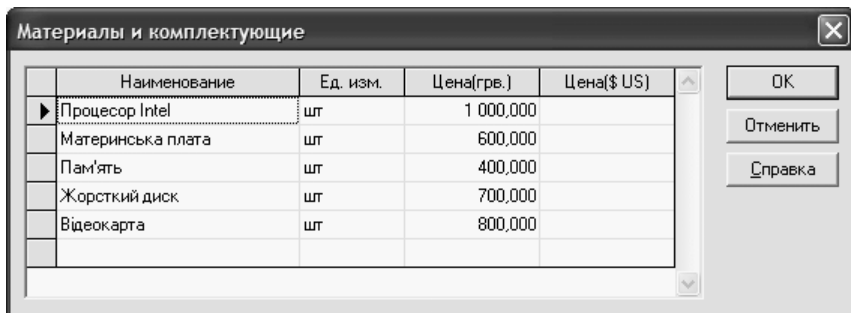 Материалы и комплектующие
Наименование Ед. изм. Цена(грв.) Цена($ US)
Процесор Intel шт 1 000,000
Материнська плата шт 600,000
Пам'ять шт 400,000
Жорсткий диск шт 700,000
Відеокарта шт 800,000
OK
Отменить
Справка